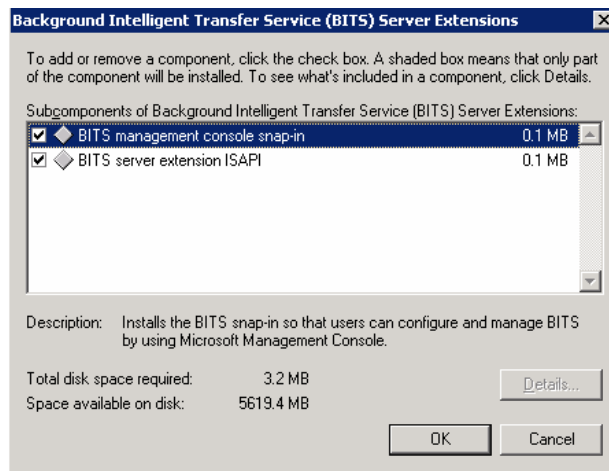 Background Intelligent Transfer Service (BITS) Server Extensions
To add or remove a component, click the check box. A shaded box means that only part
of the component will be installed. To see what's included in a component, click Details.
Subcomponents of Background Intelligent Transfer Service (BITS) Server Extensions:
BITS management console snap-in 0.1 MB
BITS server extension ISAPI 0.1 MB
Description: Installs the BITS snap-in so that users can configure and manage BITS
by using Microsoft Management Console.
Total disk space required: 3.2 MB
Details...
Space available on disk: 5619.4 MB
OK Cancel